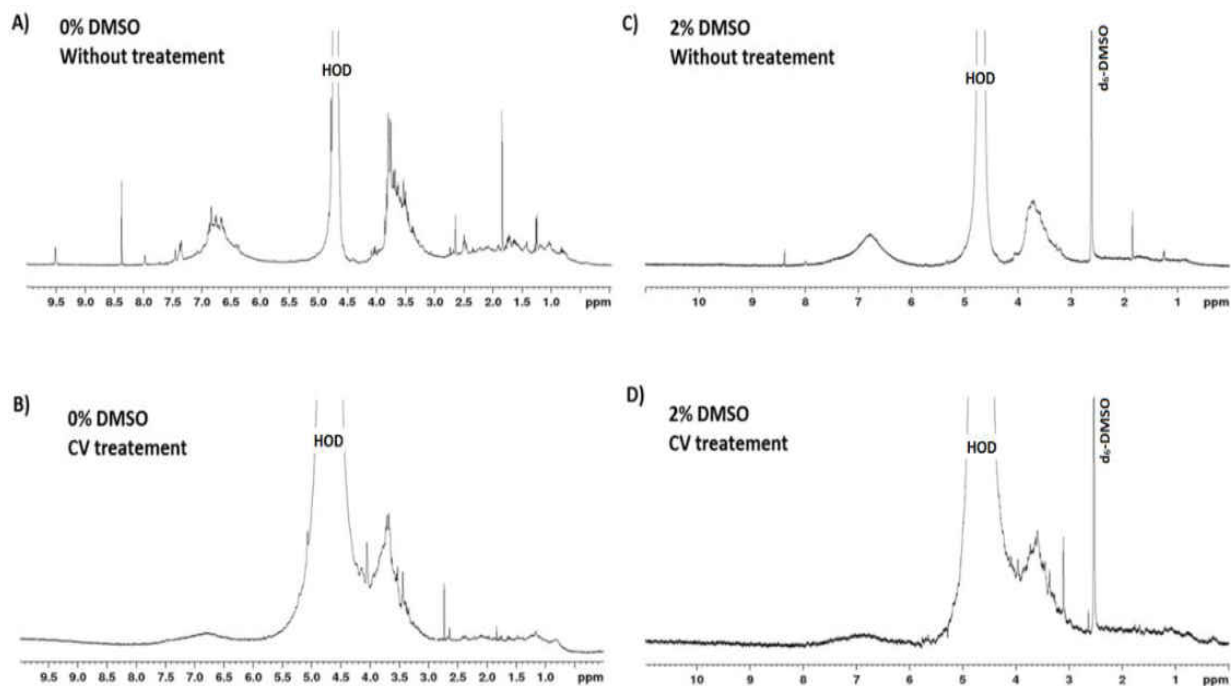 A) 0% DMSO
Without treatement
HOD
9.5 9.0 8.5 7.5 7.0 6.5 6.0 5.5 5.0 4.5 4.0 3.5 3.0 2.5 2.0 1.5 1.0 ppm
C) 2% DMSO
Without treatement
HOD
d₆-DMSO
10 9 8 7 6 5 4 3 2 1 ppm
B) 0% DMSO
CV treatement
HOD
9.5 9.0 8.5 8.0 7.5 7.0 6.5 6.0 5.5 5.0 4.5 4.0 3.5 3.0 2.5 2.0 1.5 1.0 ppm
D) 2% DMSO
CV treatement
HOD
d₆-DMSO
10 9 8 7 6 5 4 3 2 1 ppm